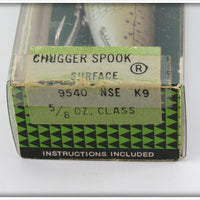 CHUGGER SPOOK ®
SURFACE
9540 NSE K9
5/8 OZ. CLASS
INSTRUCTIONS INCLUDED